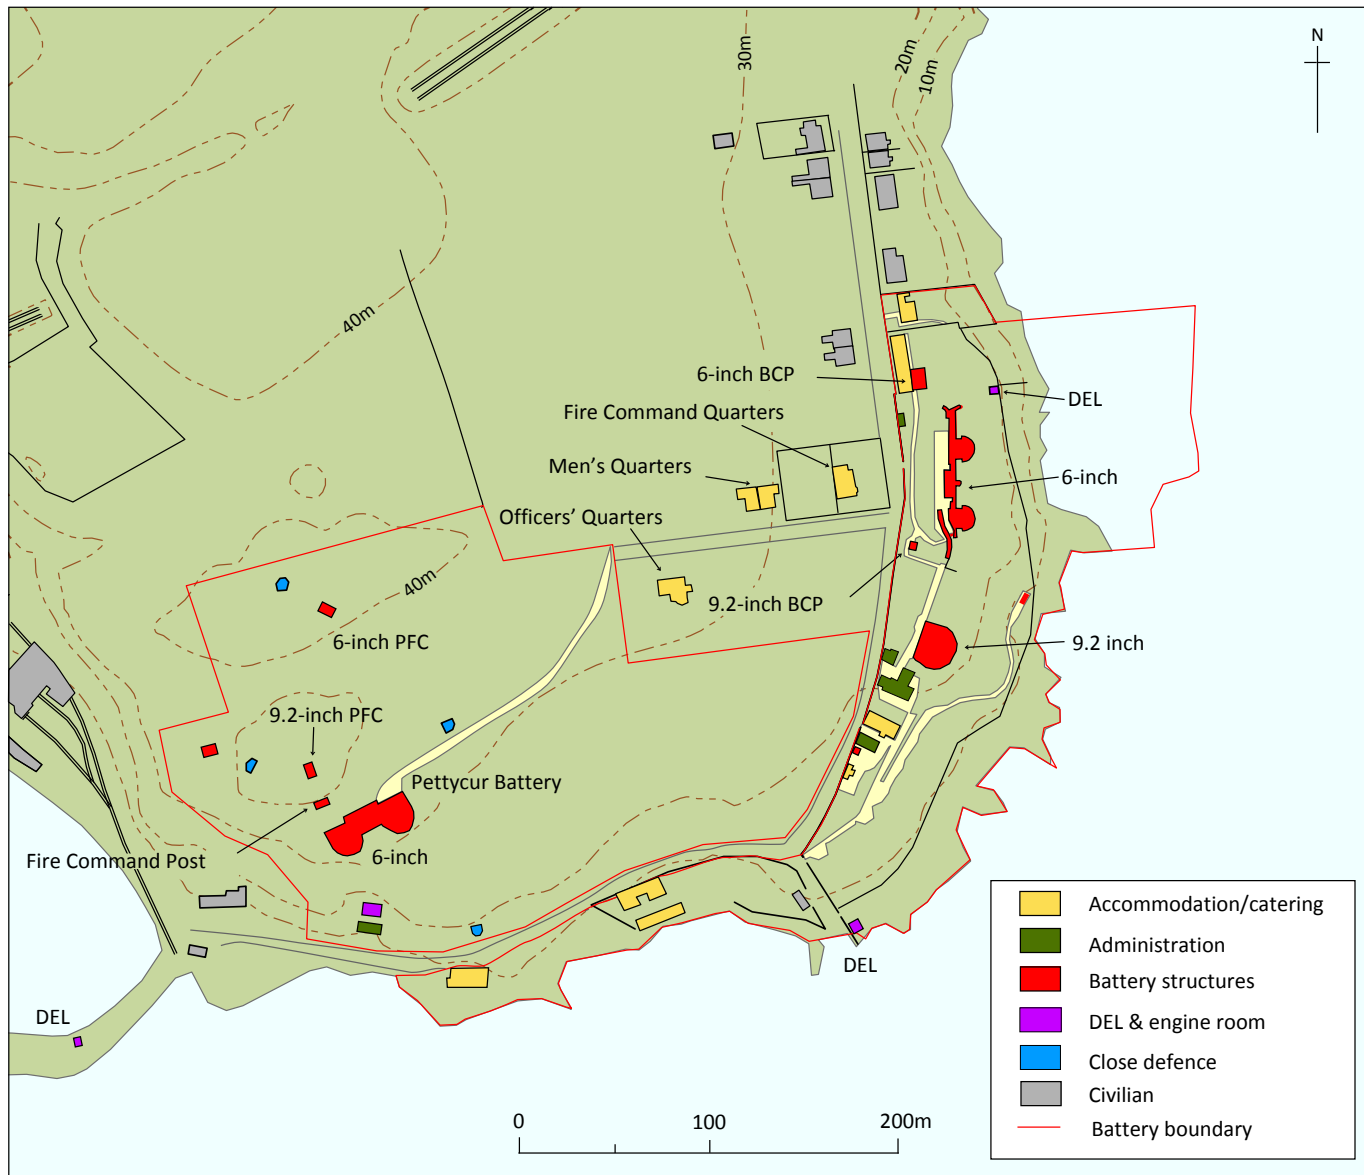 N
30m
20m
10m
40m
6-inch BCP
DEL
Fire Command Quarters
Men's Quarters
6-inch
Officers' Quarters
40m
9.2-inch BCP
6-inch PFC
9.2 inch
9.2-inch PFC
Pettycur Battery
6-inch
Fire Command Post
DEL
DEL
Accommodation/catering
Administration
Battery structures
DEL & engine room
Close defence
Civilian
Battery boundary
0 100 200m